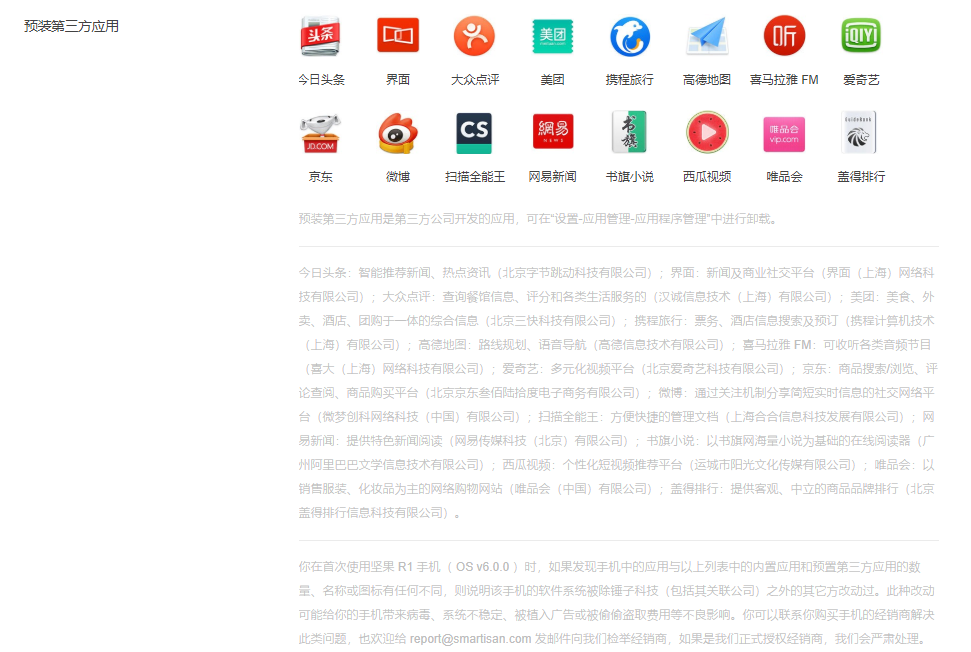 预装第三方应用
头条
美团
听
iQIYI
今日头条
界面
大众点评
美团
携程旅行
高德地图
喜马拉雅 FM
爱奇艺
JD.COM
CS
網易
NEWS
书旗
唯品会
vip.com
GuideRank
京东
微博
扫描全能王
网易新闻
书旗小说
西瓜视频
唯品会
盖得排行
预装第三方应用是第三方公司开发的应用，可在“设置-应用管理-应用程序管理”中进行卸载。
今日头条：智能推荐新闻、热点资讯（北京字节跳动科技有限公司）；界面：新闻及商业社交平台（界面（上海）网络科
技有限公司）；大众点评：查询餐馆信息、评分和各类生活服务的（汉诚信息技术（上海）有限公司）；美团：美食、外
卖、酒店、团购于一体的综合信息（北京三快科技有限公司）；携程旅行：票务、酒店信息搜索及预订（携程计算机技术
（上海）有限公司）；高德地图：路线规划、语音导航（高德信息技术有限公司）；喜马拉雅 FM：可收听各类音频节目
（喜大（上海）网络科技有限公司）；爱奇艺：多元化视频平台（北京爱奇艺科技有限公司）；京东：商品搜索/浏览、评
论查阅、商品购买平台（北京京东叁佰陆拾度电子商务有限公司）；微博：通过关注机制分享简短实时信息的社交网络平
台（微梦创科网络科技（中国）有限公司）；扫描全能王：方便快捷的管理文档（上海合合信息科技发展有限公司）；网
易新闻：提供特色新闻阅读（网易传媒科技（北京）有限公司）；书旗小说：以书旗网海量小说为基础的在线阅读器（广
州阿里巴巴文学信息技术有限公司）；西瓜视频：个性化短视频推荐平台（运城市阳光文化传媒有限公司）；唯品会：以
销售服装、化妆品为主的网络购物网站（唯品会（中国）有限公司）；盖得排行：提供客观、中立的商品品牌排行（北京
盖得排行信息科技有限公司）。
你在首次使用坚果 R1 手机（ OS v6.0.0 ）时，如果发现手机中的应用与以上列表中的内置应用和预置第三方应用的数
量、名称或图标有任何不同，则说明该手机的软件系统被除锤子科技（包括其关联公司）之外的其它方改动过。此种改动
可能给你的手机带来病毒、系统不稳定、被植入广告或被偷偷盗取费用等不良影响。你可以联系你购买手机的经销商解决
此类问题，也欢迎给 report@smartisan.com 发邮件向我们检举经销商，如果是我们正式授权经销商，我们会严肃处理。